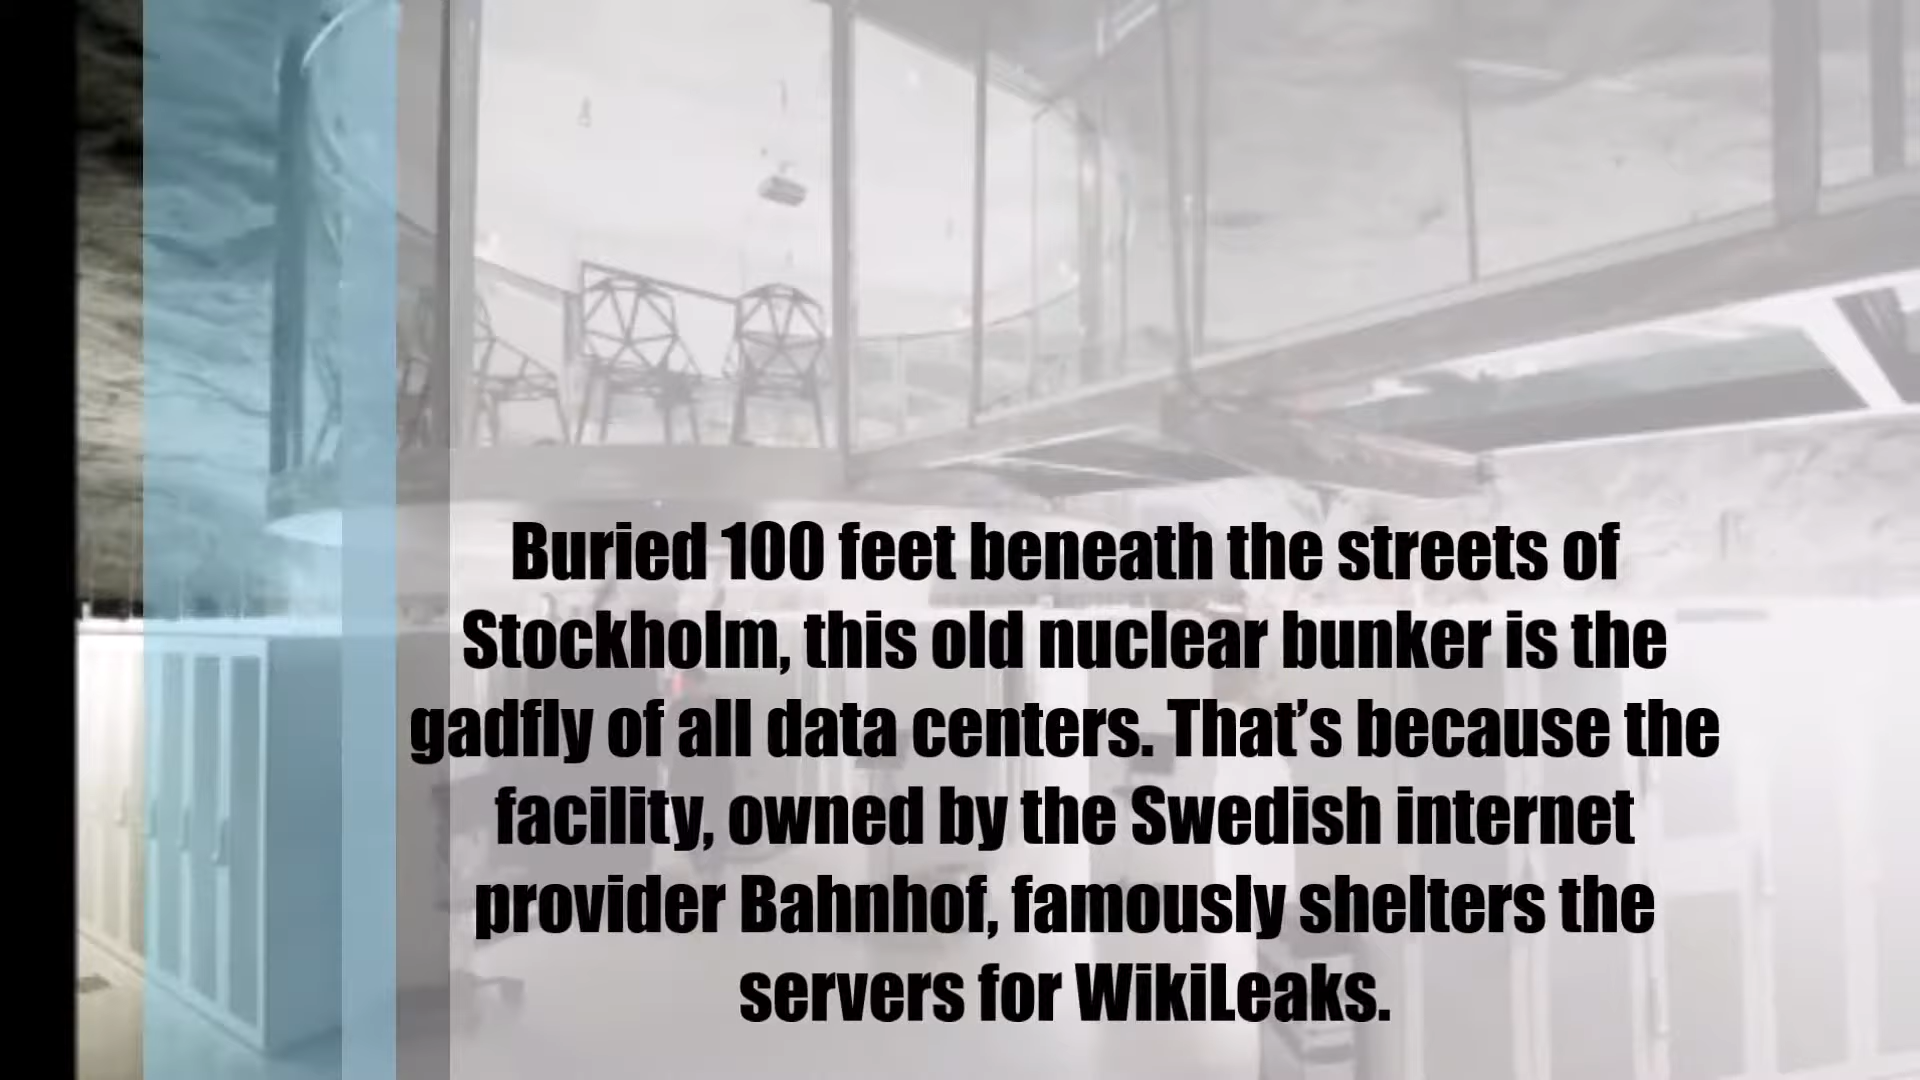 Buried 100 feet beneath the streets of
Stockholm, this old nuclear bunker is the
gadfly of all data centers. That’s because the
facility, owned by the Swedish internet
provider Bahnhof, famously shelters the
servers for WikiLeaks.